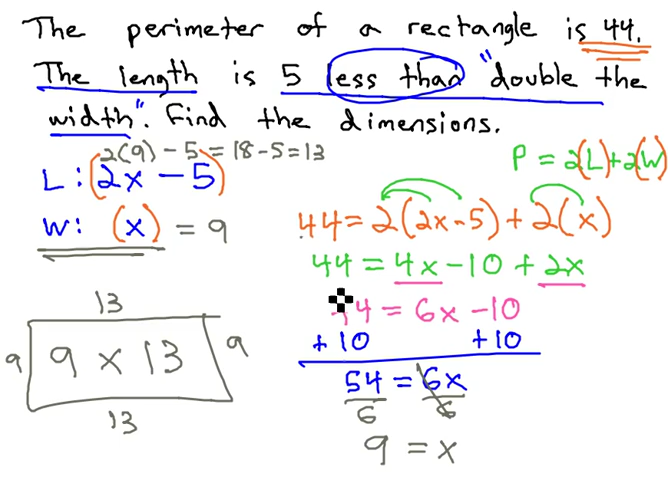 The perimeter of a rectangle is 44.
The length is 5 less than "double the
width". Find the dimensions.
2(9) - 5 = 18 - 5 = 13
P = 2(L) + 2(W)
L: (2x - 5)
W: (x) = 9
44 = 2(2x - 5) + 2(x)
44 = 4x - 10 + 2x
44 = 6x - 10
+ 10 + 10
54 = 6x
6 6
9 = x
13
9 9 x 13 9
13